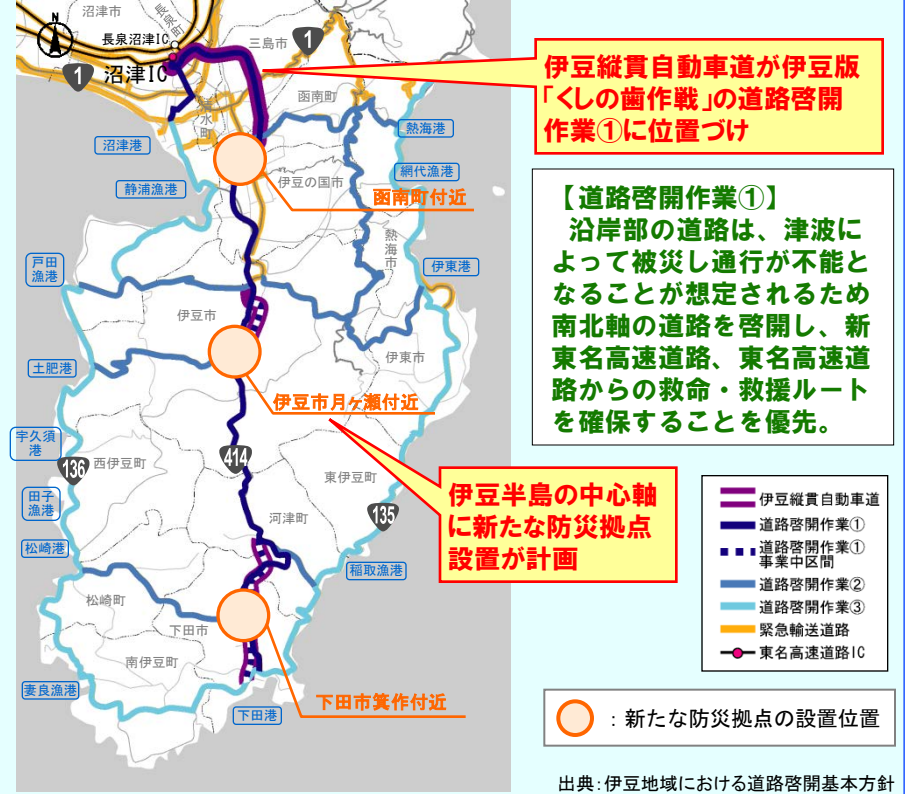 沼津市
N
長泉町
長泉沼津IC
三島市
1
1
沼津IC
函南町
清水町
沼津港
熱海港
網代漁港
静浦漁港
伊豆の国市
函南町付近
熱海市
戸田
漁港
伊東港
伊豆市
伊東市
土肥港
伊豆市月ヶ瀬付近
宇久須
港
414
136
西伊豆町
東伊豆町
田子
漁港
135
河津町
松崎港
稲取漁港
松崎町
下田市
南伊豆町
妻良漁港
下田港
下田市箕作付近
伊豆縦貫自動車道が伊豆版
「くしの歯作戦」の道路啓開
作業①に位置づけ
【道路啓開作業①】
沿岸部の道路は、津波に
よって被災し通行が不能と
なることが想定されるため
南北軸の道路を啓開し、新
東名高速道路、東名高速道
路からの救命・救援ルート
を確保することを優先。
伊豆半島の中心軸
に新たな防災拠点
設置が計画
伊豆縦貫自動車道
道路啓開作業①
道路啓開作業①
事業中区間
道路啓開作業②
道路啓開作業③
緊急輸送道路
東名高速道路IC
：新たな防災拠点の設置位置
出典：伊豆地域における道路啓開基本方針